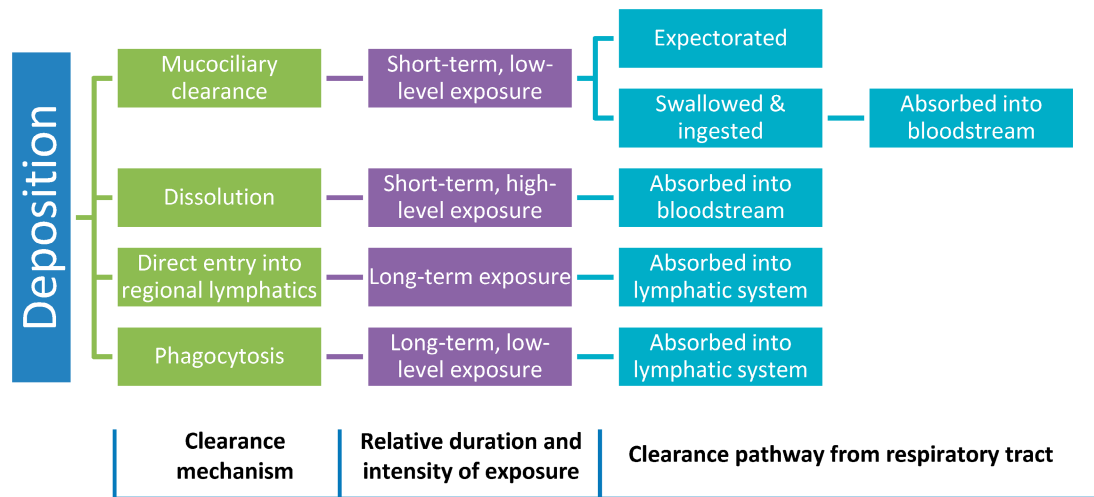 Deposition
Mucociliary
clearance
Short-term, low-
level exposure
Expectorated
Swallowed &
ingested
Absorbed into
bloodstream
Dissolution
Short-term, high-
level exposure
Absorbed into
bloodstream
Direct entry into
regional lymphatics
Long-term exposure
Absorbed into
lymphatic system
Phagocytosis
Long-term, low-
level exposure
Absorbed into
lymphatic system
Clearance
mechanism
Relative duration and
intensity of exposure
Clearance pathway from respiratory tract